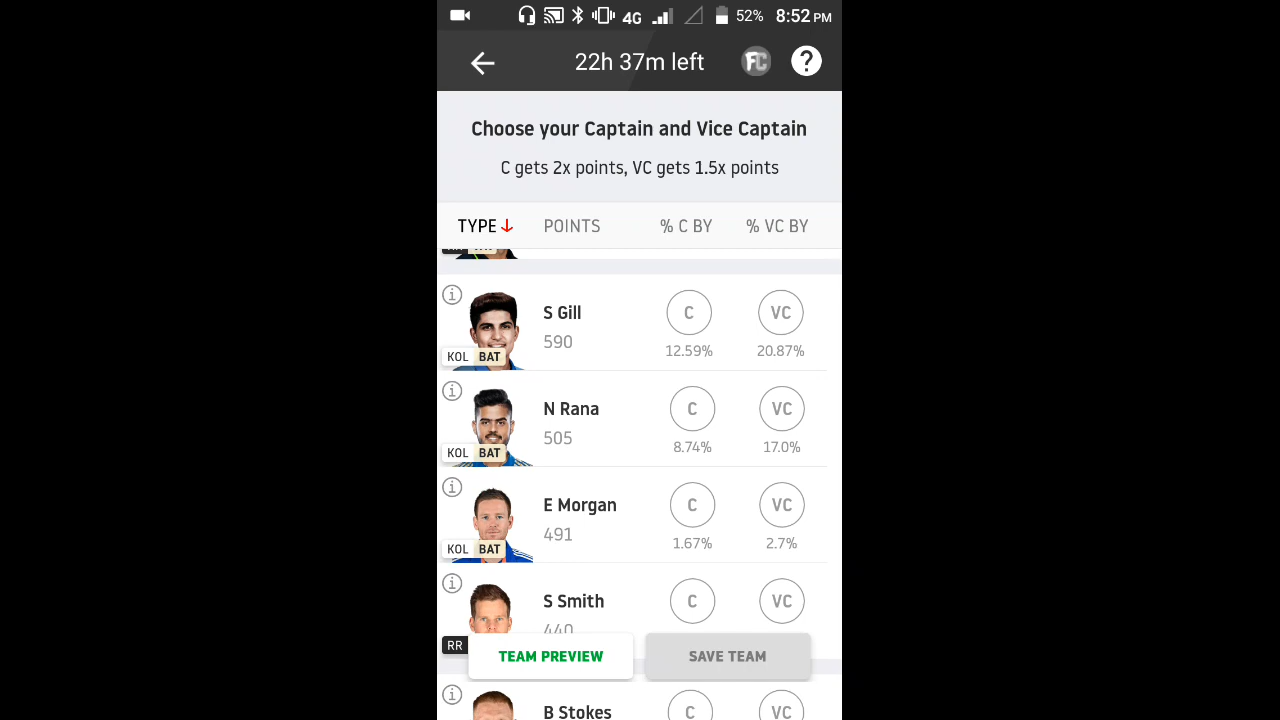 4G 52% 8:52 PM
22h 37m left FC ?
Choose your Captain and Vice Captain
C gets 2x points, VC gets 1.5x points
TYPE POINTS % C BY % VC BY
S Gill C VC
590 12.59% 20.87%
KOL BAT
N Rana C VC
505 8.74% 17.0%
KOL BAT
E Morgan C VC
491 1.67% 2.7%
KOL BAT
S Smith C VC
440
RR TEAM PREVIEW SAVE TEAM
B Stokes C VC